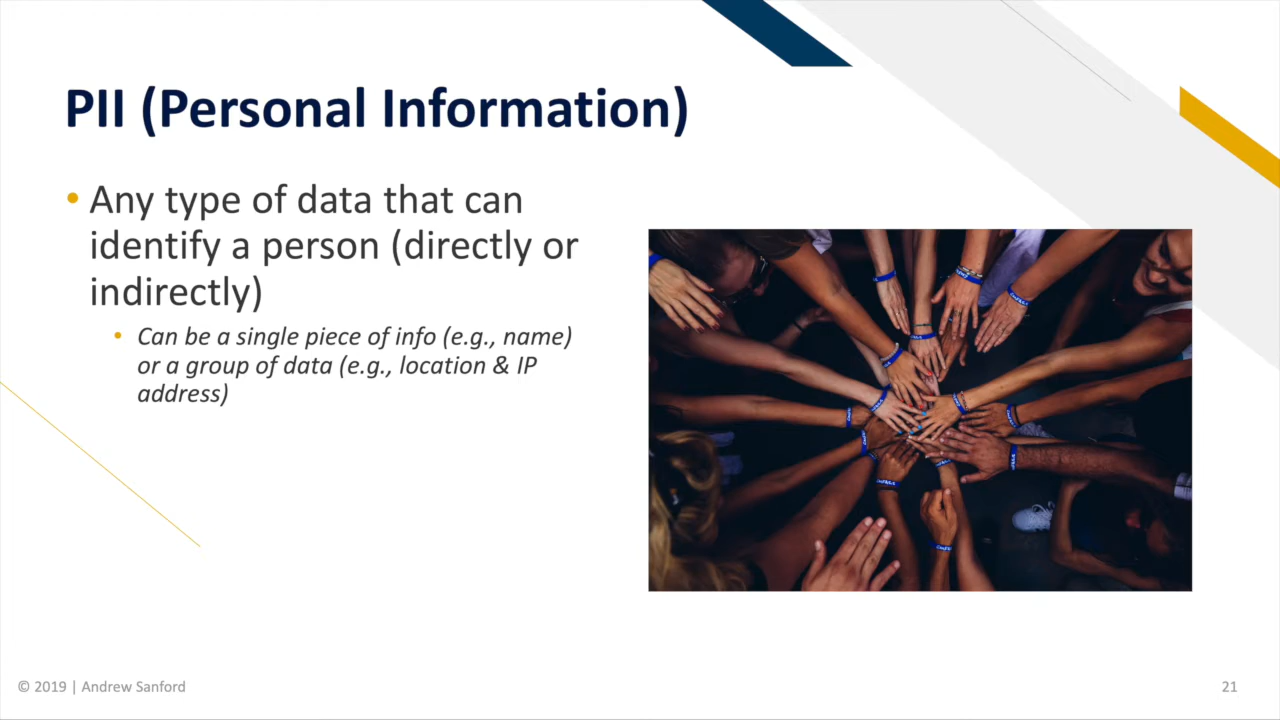 PII (Personal Information)
• Any type of data that can
identify a person (directly or
indirectly)
• Can be a single piece of info (e.g., name)
or a group of data (e.g., location & IP
address)
© 2019 | Andrew Sanford
21